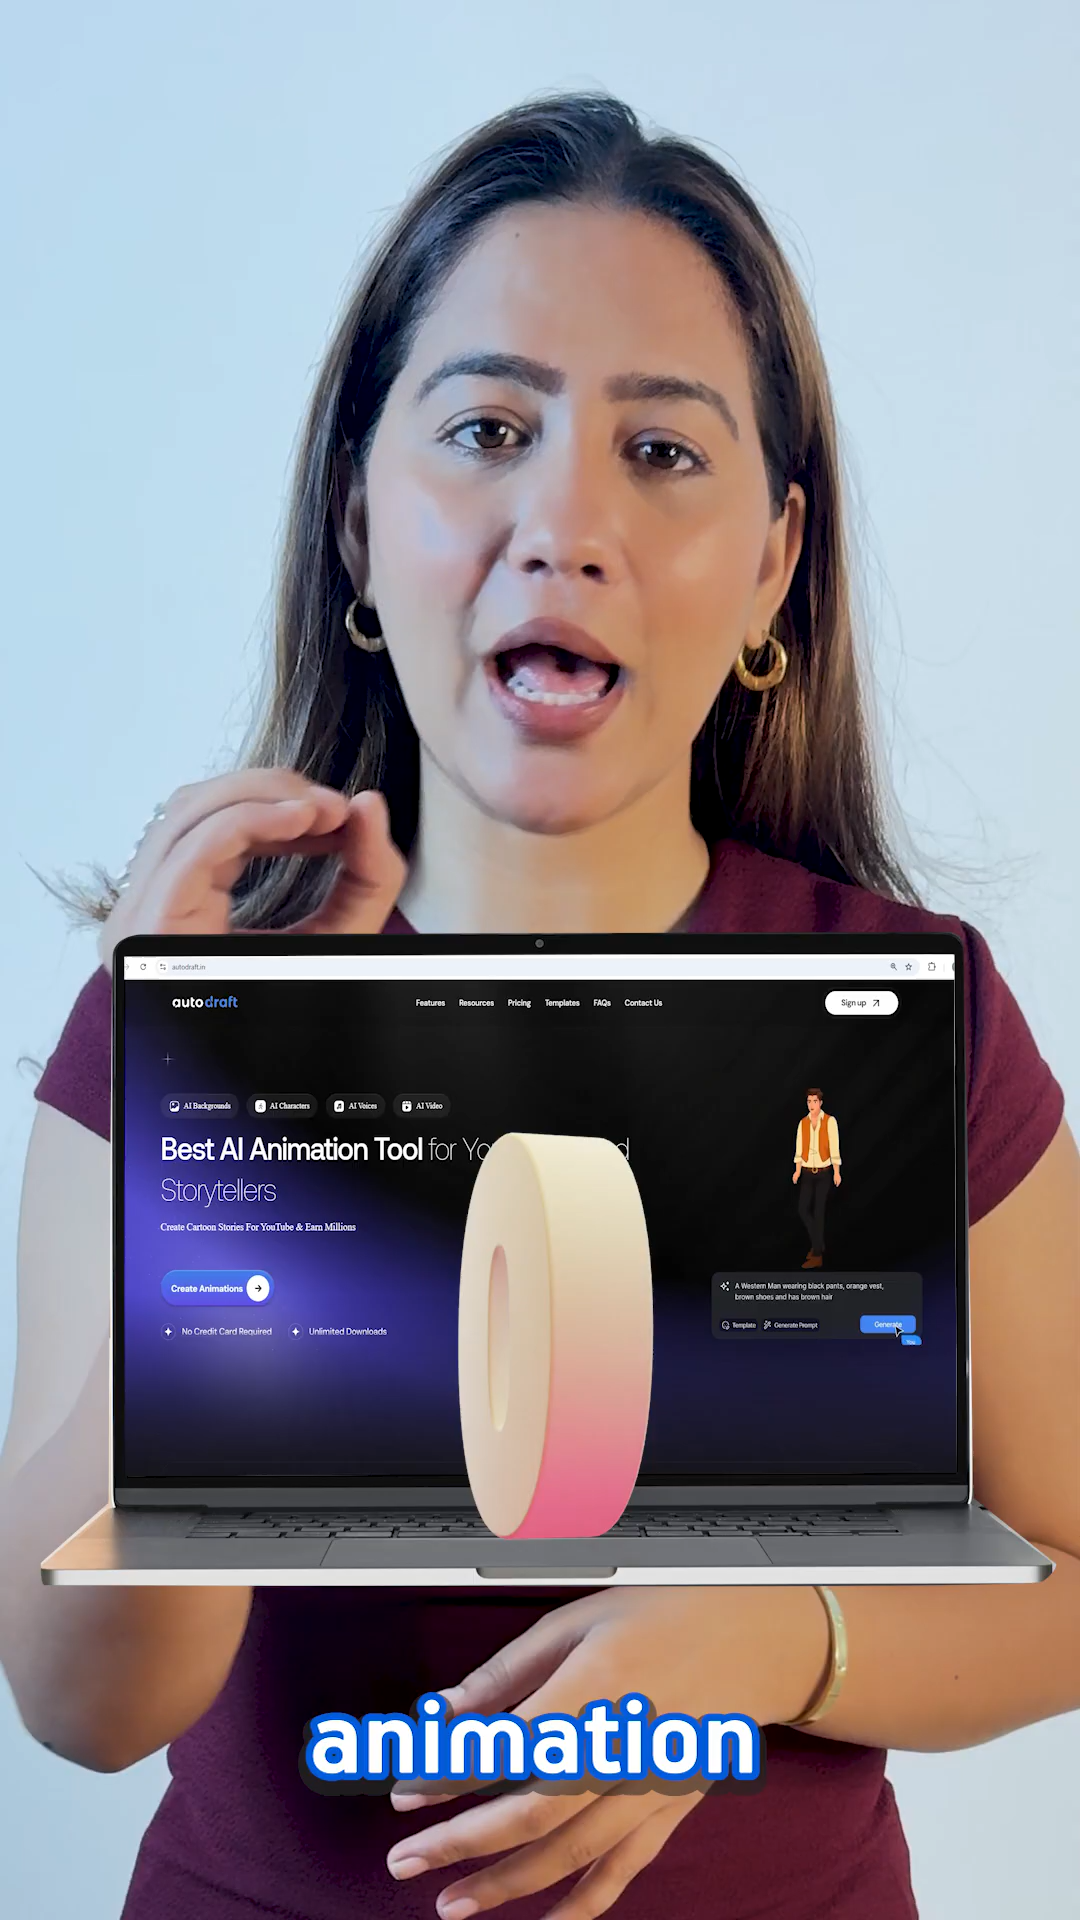 autodraft.in
autodraft
Features Resources Pricing Templates FAQs Contact Us
Sign up
AI Backgrounds AI Characters AI Voices AI Video
Best AI Animation Tool for
Storytellers
Create Cartoon Stories For YouTube & Earn Millions
Create Animations
No Credit Card Required Unlimited Downloads
A Western Man wearing black pants, orange vest,
brown shoes and has brown hair
Template Generate Prompt Generate
animation